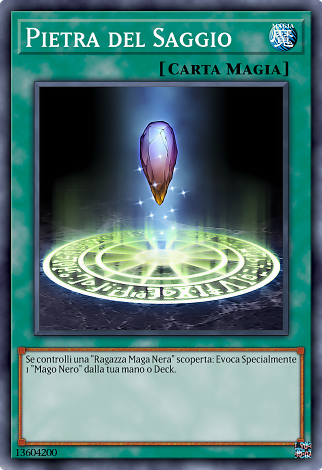 Pietra del Saggio
MAGIA
魔
[Carta Magia]
Se controlli una "Ragazza Maga Nera" scoperta: Evoca Specialmente
1 "Mago Nero" dalla tua mano o Deck.
13604200